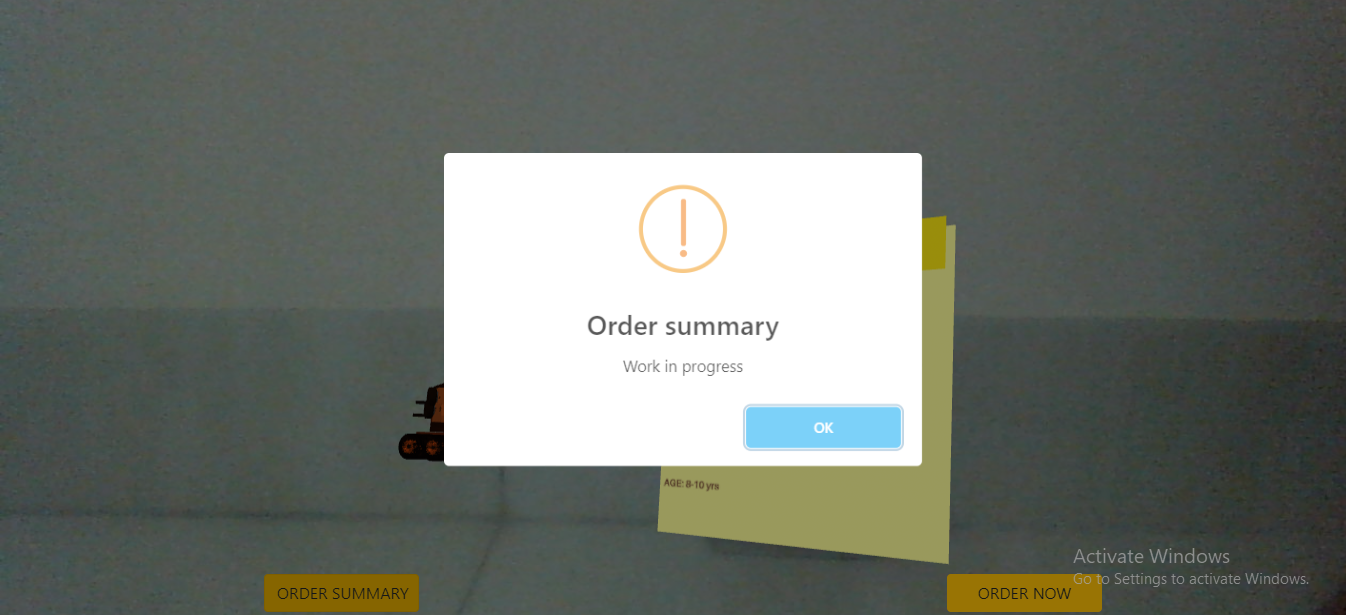 Order summary
Work in progress
OK
AGE: 8-10 yrs
Activate Windows
Go to Settings to activate Windows.
ORDER SUMMARY
ORDER NOW